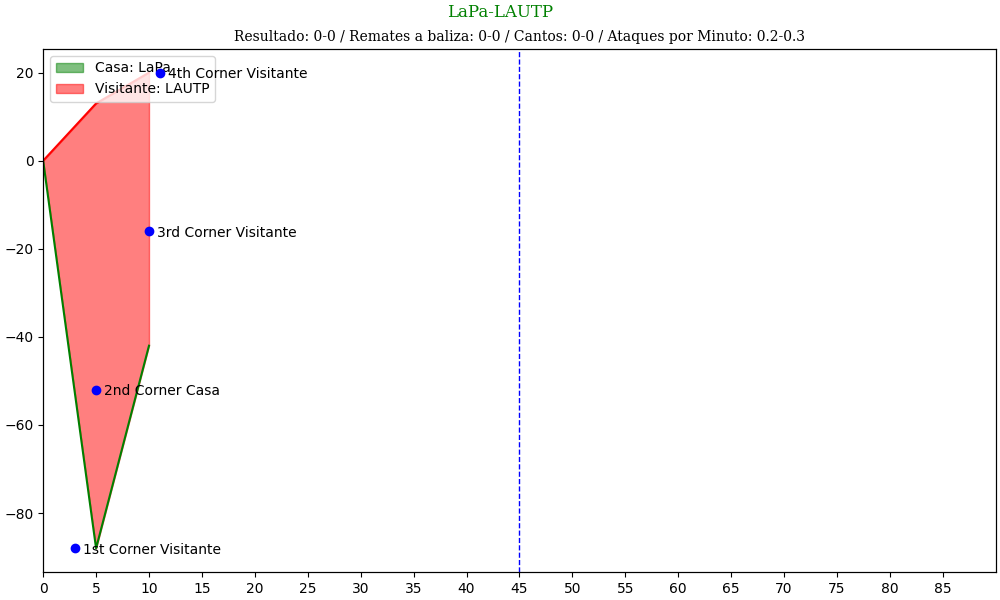 LaPa-LAUTP
Resultado: 0-0 / Remates a baliza: 0-0 / Cantos: 0-0 / Ataques por Minuto: 0.2-0.3
Casa: LaPa
Visitante: LAUTP
4th Corner Visitante
3rd Corner Visitante
2nd Corner Casa
1st Corner Visitante
20
0
−20
−40
−60
−80
0 5 10 15 20 25 30 35 40 45 50 55 60 65 70 75 80 85